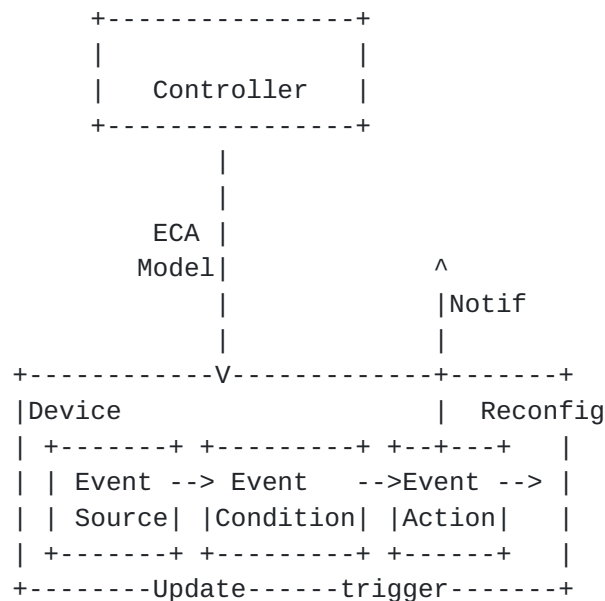 Controller
ECA
Model
Notif
Device Reconfig
Event --> Event -->Event -->
Source Condition Action
Update trigger